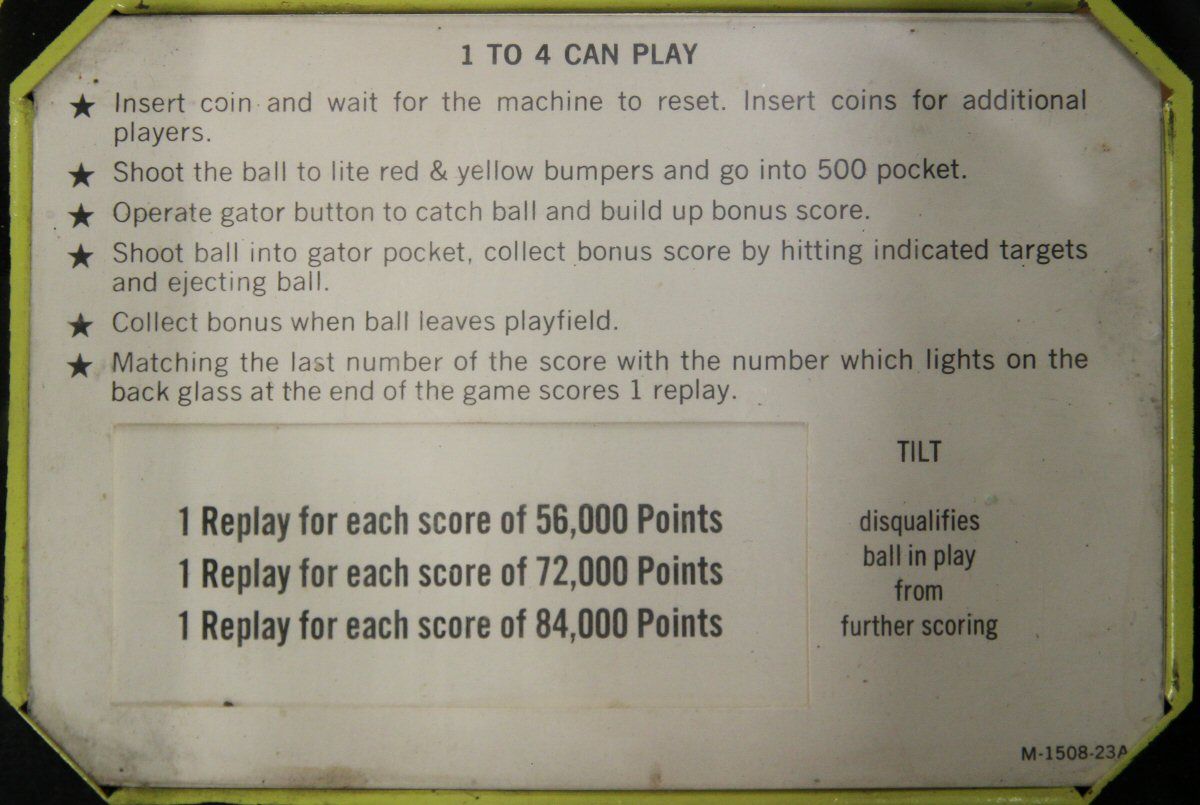 1 TO 4 CAN PLAY
★ Insert coin and wait for the machine to reset. Insert coins for additional
players.
★ Shoot the ball to lite red & yellow bumpers and go into 500 pocket.
★ Operate gator button to catch ball and build up bonus score.
★ Shoot ball into gator pocket, collect bonus score by hitting indicated targets
and ejecting ball.
★ Collect bonus when ball leaves playfield.
★ Matching the last number of the score with the number which lights on the
back glass at the end of the game scores 1 replay.
1 Replay for each score of 56,000 Points
1 Replay for each score of 72,000 Points
1 Replay for each score of 84,000 Points
TILT
disqualifies
ball in play
from
further scoring
M-1508-23A